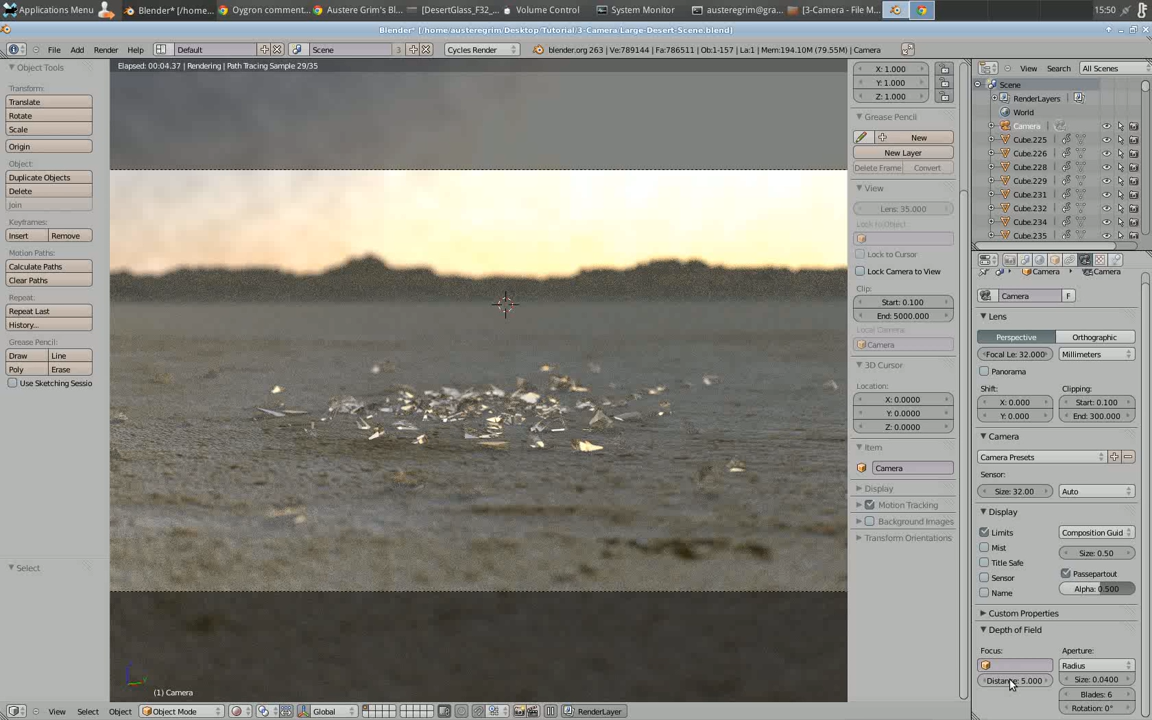 Applications Menu
Blender* [/home...
Oygron comment...
Austere Grim's Bl...
[DesertGlass_F32_...
Volume Control
System Monitor
austeregrim@gra...
[3-Camera - File M...
15:50
Blender* [/home/austeregrim/Desktop Tutorial/3-Camera Large-Desert-Scene.blend]
File
Add
Render
Help
Default
Scene
3
Cycles Render
blender.org 263 | Ve:789144 | Fa:786511 | Ob:1-157 | La:1 | Mem:194.10M (79.55M) | Camera
View
Search
All Scenes
Object Tools
Transform:
Translate
Rotate
Scale
Origin
Object:
Duplicate Objects
Delete
Join
Keyframes:
Insert
Remove
Motion Paths:
Calculate Paths
Clear Paths
Repeat:
Repeat Last
History...
Grease Pencil:
Draw
Line
Poly
Erase
Use Sketching Sessio
Select
Elapsed: 00:04.37 | Rendering | Path Tracing Sample 29/35
(1) Camera
X: 1.000
Y: 1.000
Z: 1.000
Grease Pencil
New
New Layer
Delete Frame
Convert
View
Lens: 35.000
Lock to Object:
Lock to Cursor
Lock Camera to View
Clip:
Start: 0.100
End: 5000.000
Local Camera:
Camera
3D Cursor
Location:
X: 0.0000
Y: 0.0000
Z: 0.0000
Item
Camera
Display
Motion Tracking
Background Images
Transform Orientations
Scene
RenderLayers
World
Camera
Cube.225
Cube.226
Cube.228
Cube.229
Cube.231
Cube.232
Cube.234
Cube.235
Camera
Camera
Camera
F
Lens
Perspective
Orthographic
Focal Le: 32.000
Millimeters
Panorama
Shift:
Clipping:
X: 0.000
Start: 0.100
Y: 0.000
End: 300.000
Camera
Camera Presets
Sensor:
Size: 32.00
Auto
Display
Limits
Composition Guid
Mist
Size: 0.50
Title Safe
Sensor
Passepartout
Name
Alpha: 0.500
Custom Properties
Depth of Field
Focus:
Aperture:
Radius
Distance: 5.000
Size: 0.0400
Blades: 6
Rotation: 0°
View
Select
Object
Object Mode
Global
RenderLayer